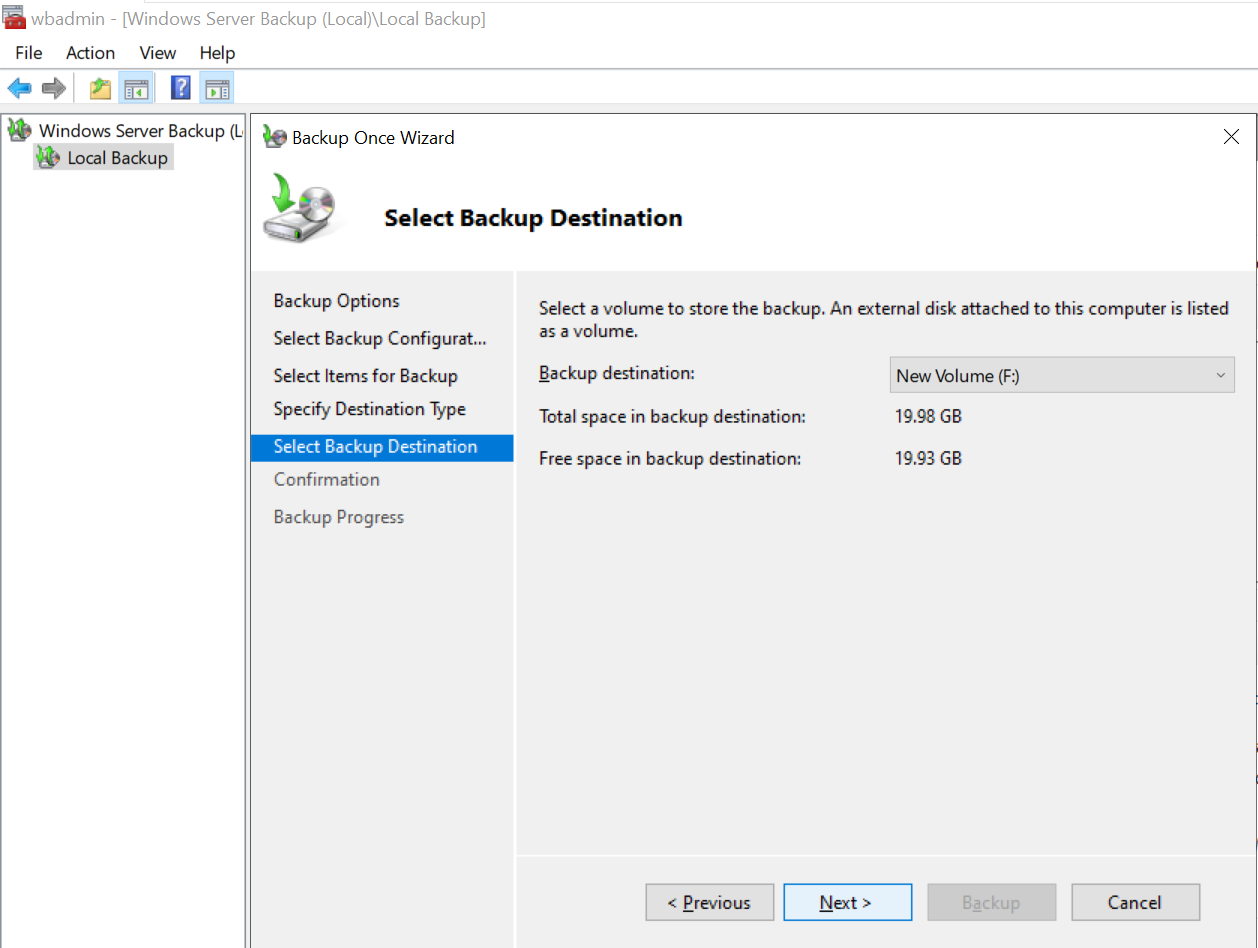 wbadmin - [Windows Server Backup (Local)\Local Backup]
File Action View Help
Windows Server Backup (L
Local Backup
Backup Once Wizard
Select Backup Destination
Backup Options
Select Backup Configurat...
Select Items for Backup
Specify Destination Type
Select Backup Destination
Confirmation
Backup Progress
Select a volume to store the backup. An external disk attached to this computer is listed
as a volume.
Backup destination: New Volume (F:)
Total space in backup destination: 19.98 GB
Free space in backup destination: 19.93 GB
< Previous Next > Backup Cancel